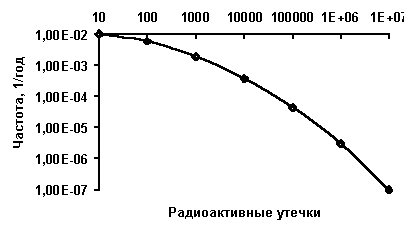 10 100 1000 10000 100000 1E+06 1E+07
1,00E-02
1,00E-03
1,00E-04
1,00E-05
1,00E-06
1,00E-07
Частота, 1/год
Радиоактивные утечки